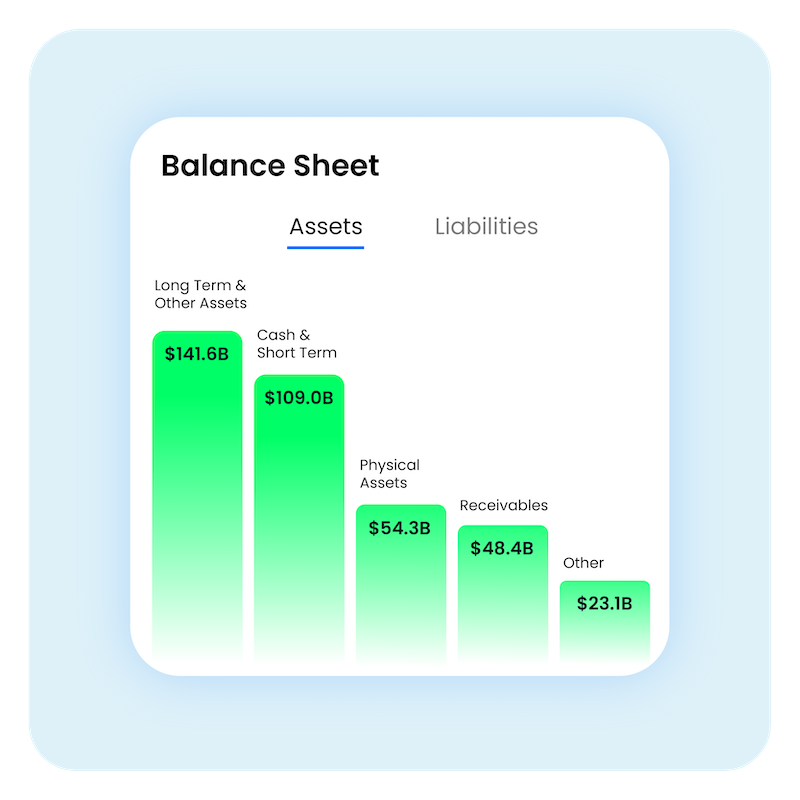 Balance Sheet
Assets
Liabilities
Long Term &
Other Assets
$141.6B
Cash &
Short Term
$109.0B
Physical
Assets
$54.3B
Receivables
$48.4B
Other
$23.1B